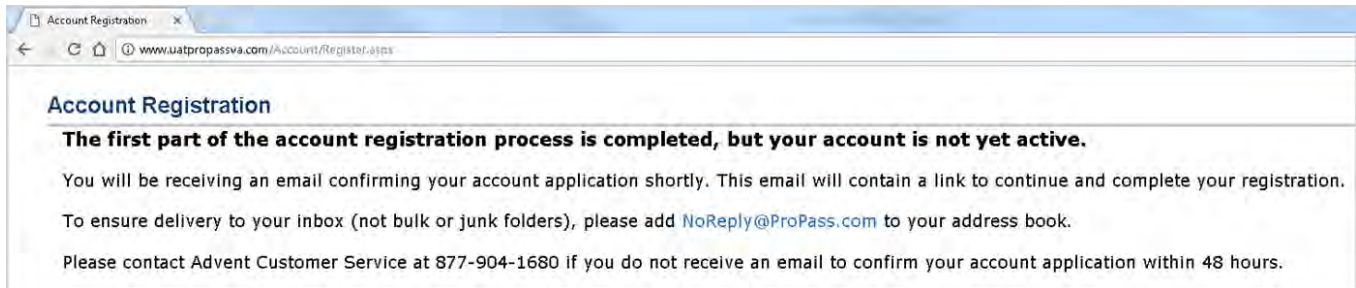 Account Registration
www.uatpropassva.com/Account/Register.aspx
Account Registration
The first part of the account registration process is completed, but your account is not yet active.
You will be receiving an email confirming your account application shortly. This email will contain a link to continue and complete your registration.
To ensure delivery to your inbox (not bulk or junk folders), please add NoReply@ProPass.com to your address book.
Please contact Advent Customer Service at 877-904-1680 if you do not receive an email to confirm your account application within 48 hours.